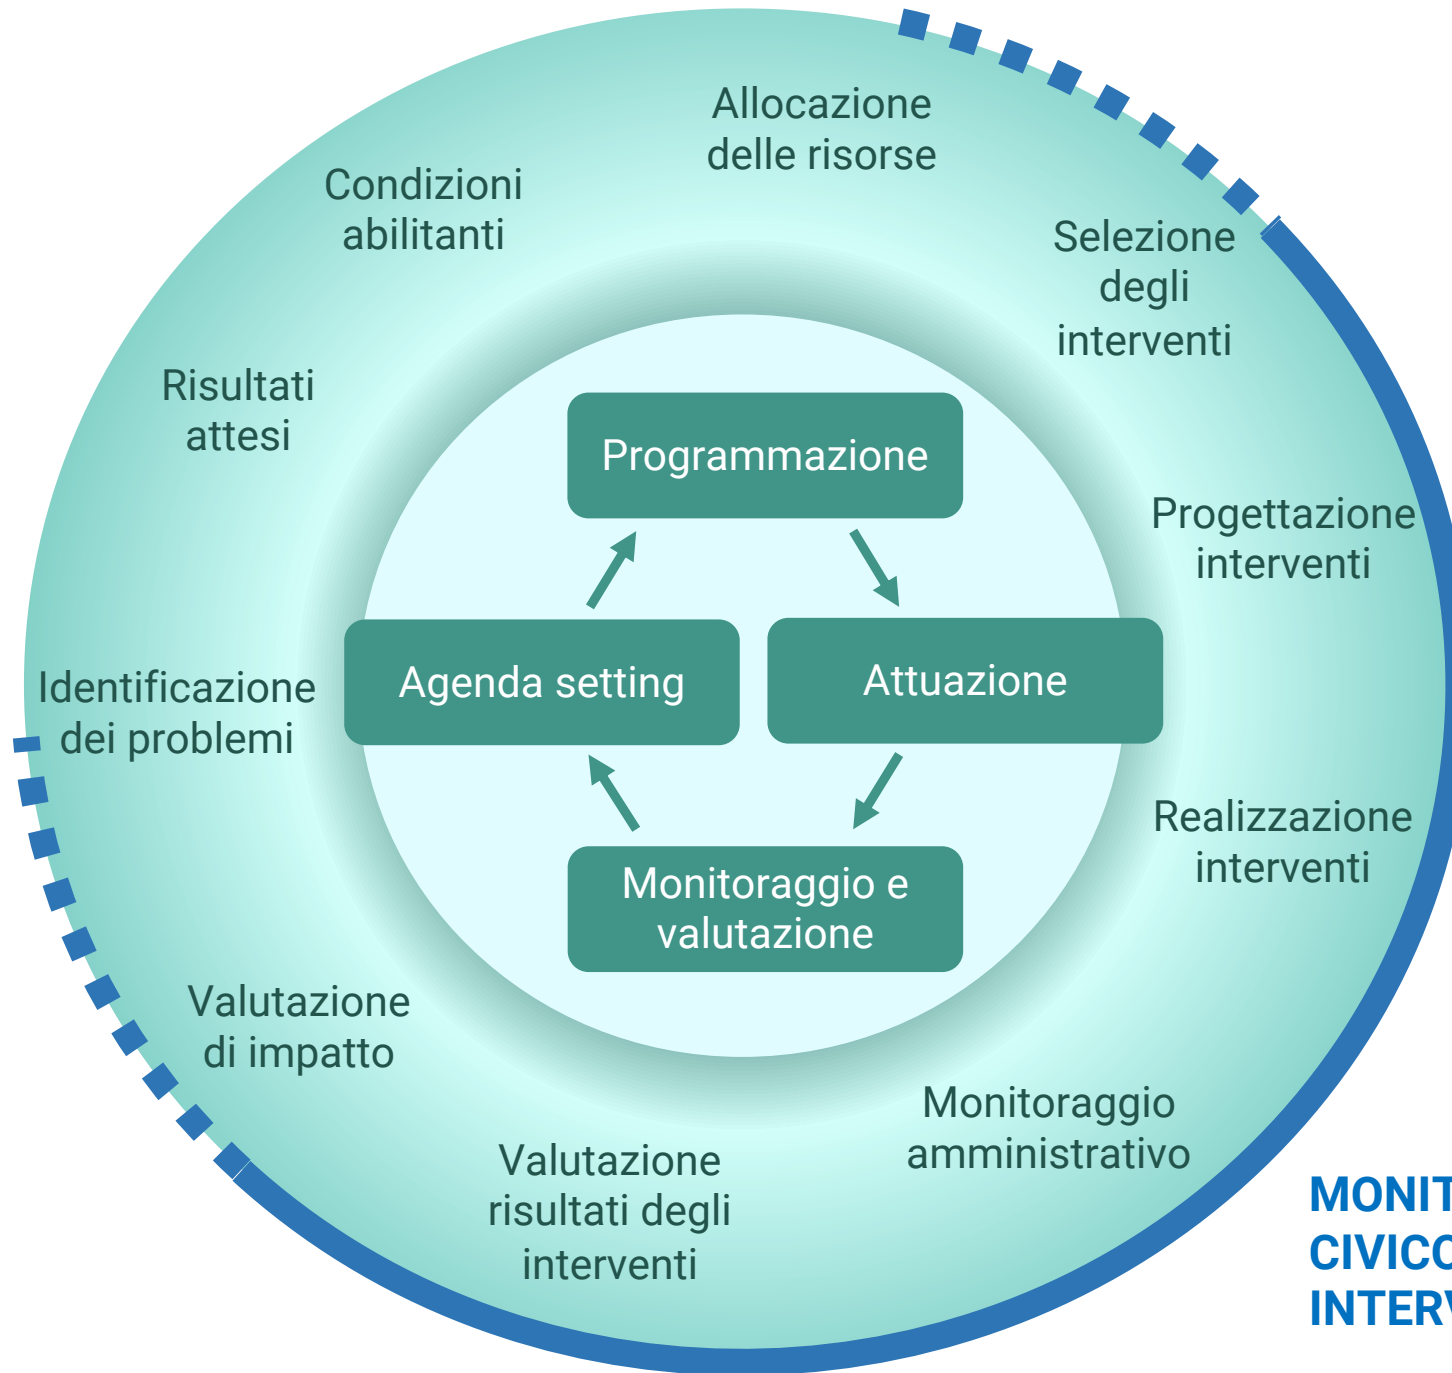 Allocazione
delle risorse
Condizioni
abilitanti
Selezione
degli
interventi
Risultati
attesi
Programmazione
Progettazione
interventi
Agenda setting
Attuazione
Identificazione
dei problemi
Realizzazione
interventi
Monitoraggio e
valutazione
Valutazione
di impatto
Monitoraggio
amministrativo
Valutazione
risultati degli
interventi
CIVICO